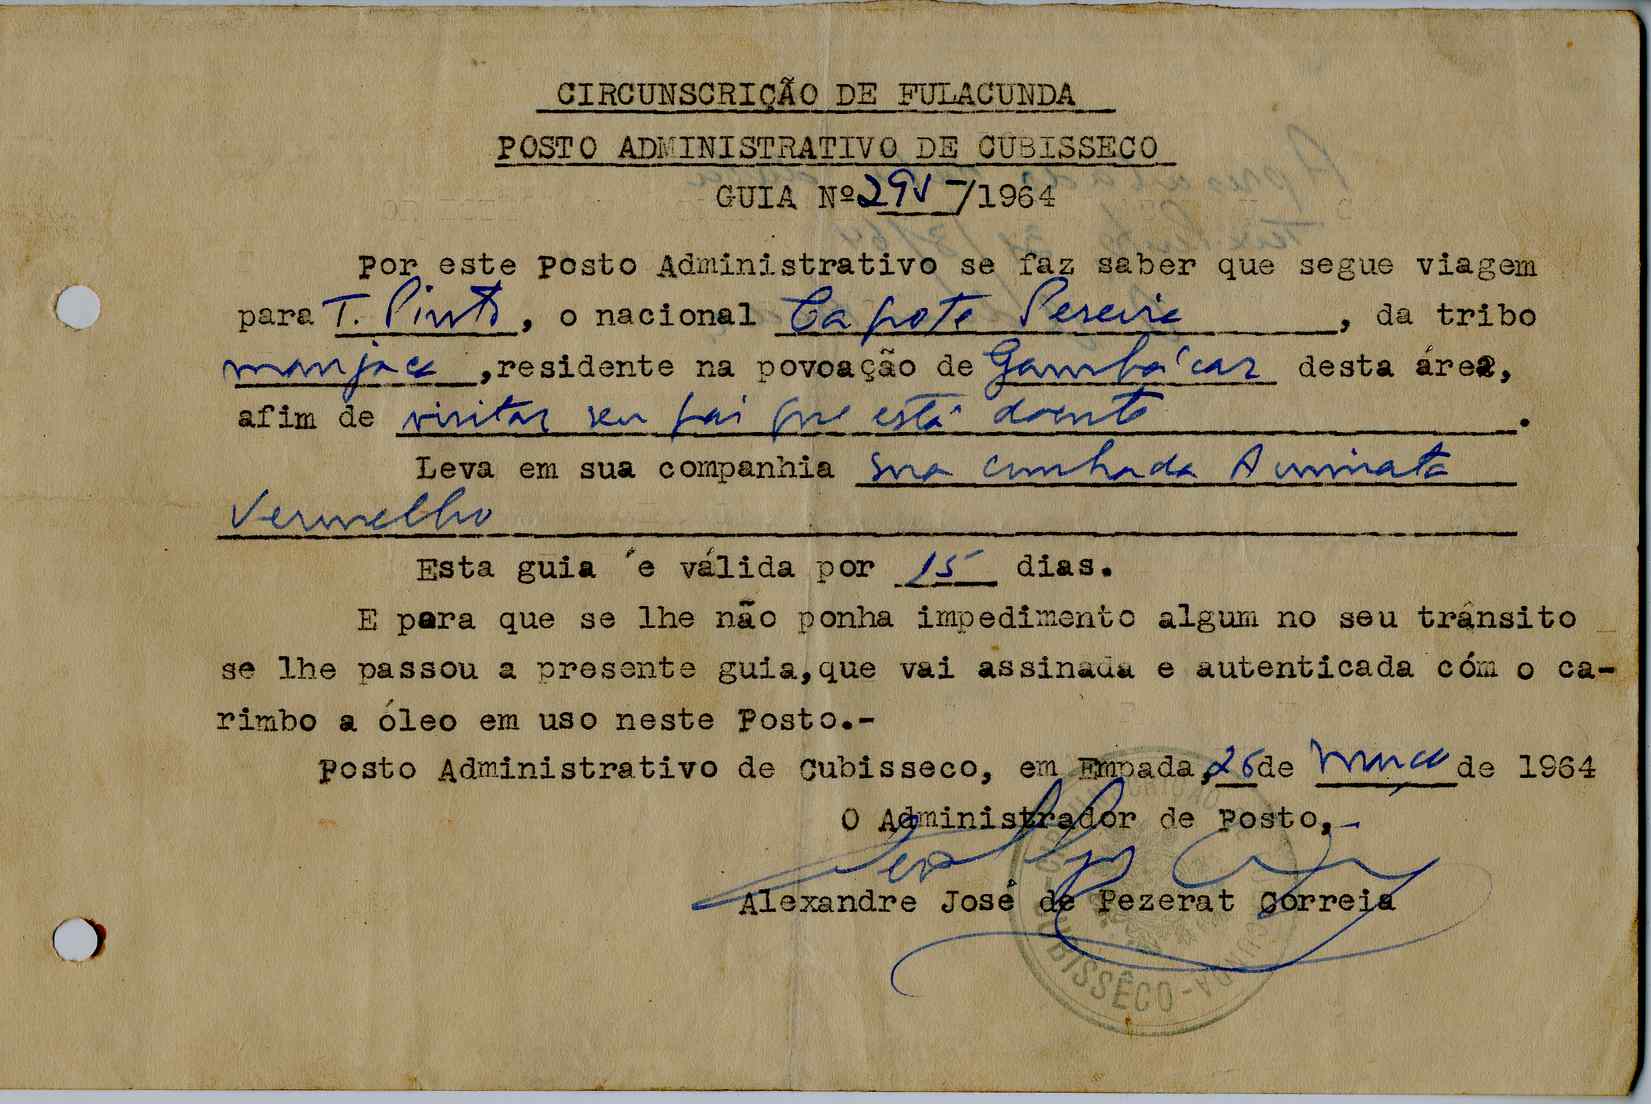 CIRCUNSCRIÇÃO DE FULACUNDA
POSTO ADMINISTRATIVO DE CUBISSECO
GUIA Nº /1964
Por este Posto Administrativo se faz saber que segue viagem
para T. Pinto, o nacional Capote Pereira, da tribo
manjaca, residente na povoação de Gambácar desta área,
afim de visitar seu pai que está doente.
Leva em sua companhia sua cunhada Aminata
Vermelho
Esta guia ´e válida por 15 dias.
E para que se lhe não ponha impedimento algum no seu trânsito
se lhe passou a presente guia, que vai assinada e autenticada cóm o ca-
rimbo a óleo em uso neste Posto.-
Posto Administrativo de Cubisseco, em Empada, 26 de Março de 1964
O Administrador de Posto,
Alexandre José de Pezerat Correia
CUBISSÊCO